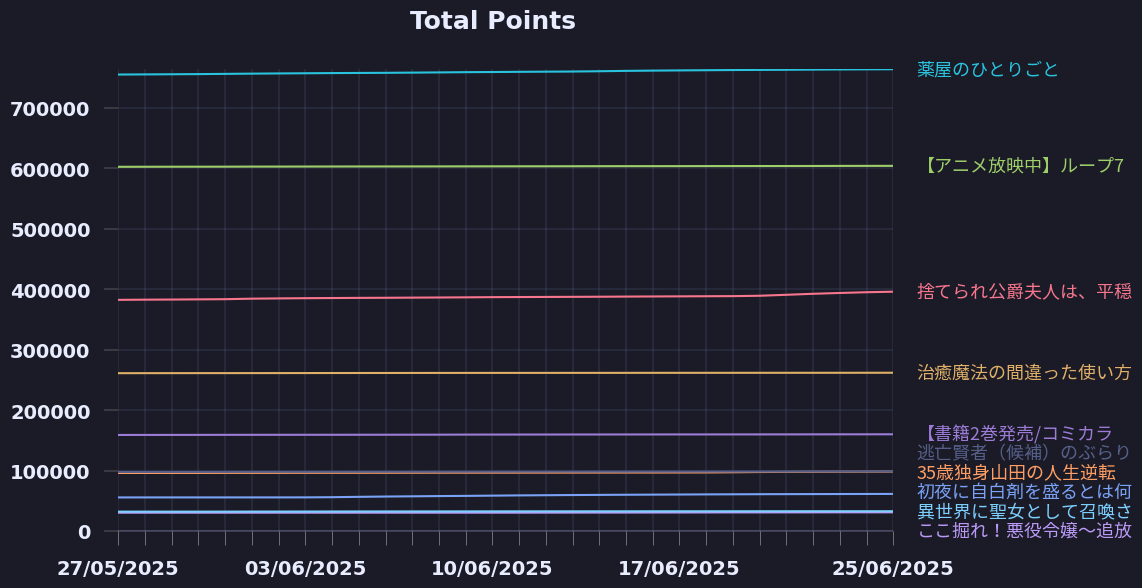 Total Points
700000
600000
500000
400000
300000
200000
100000
0
27/05/2025
03/06/2025
10/06/2025
17/06/2025
25/06/2025
薬屋のひとりごと
【アニメ放映中】ループ7
捨てられ公爵夫人は、平穏
治癒魔法の間違った使い方
【書籍2巻発売/コミカラ
逃亡賢者（候補）のぶらり
35歳独身山田の人生逆転
初夜に自白剤を盛るとは何
異世界に聖女として召喚さ
ここ掘れ！悪役令嬢〜追放